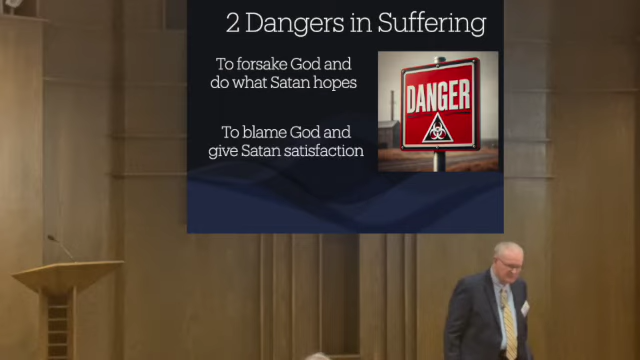 2 Dangers in Suffering
To forsake God and
do what Satan hopes
DANGER
To blame God and
give Satan satisfaction